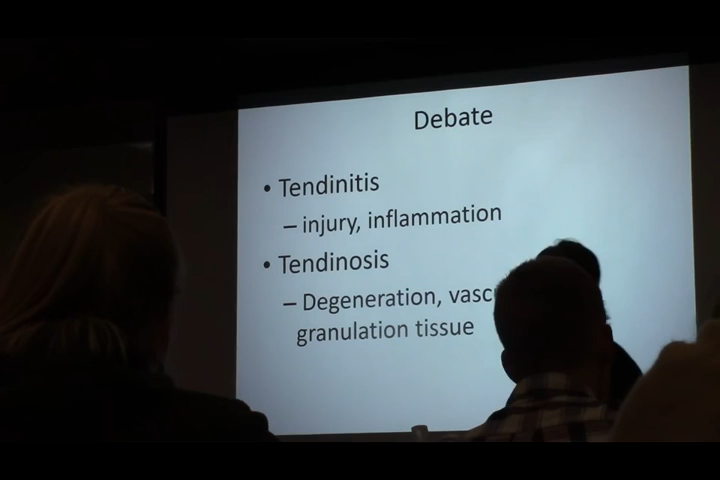 Debate
• Tendinitis
– injury, inflammation
• Tendinosis
– Degeneration,
granulation tissue